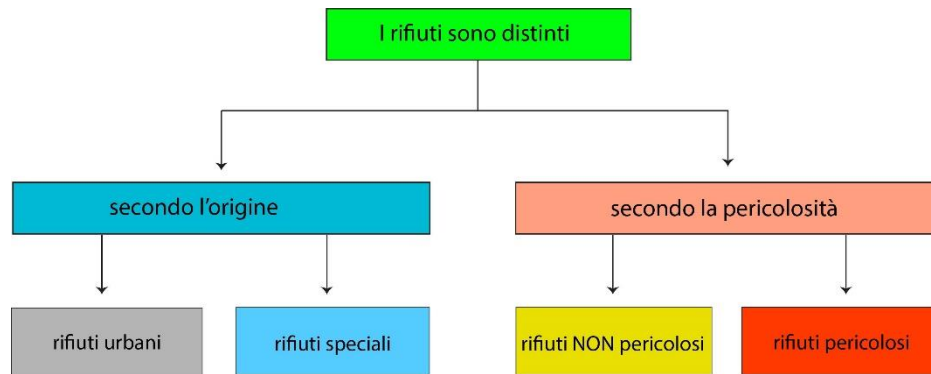 I rifiuti sono distinti
secondo l'origine
secondo la pericolosità
rifiuti urbani
rifiuti speciali
rifiuti NON pericolosi
rifiuti pericolosi